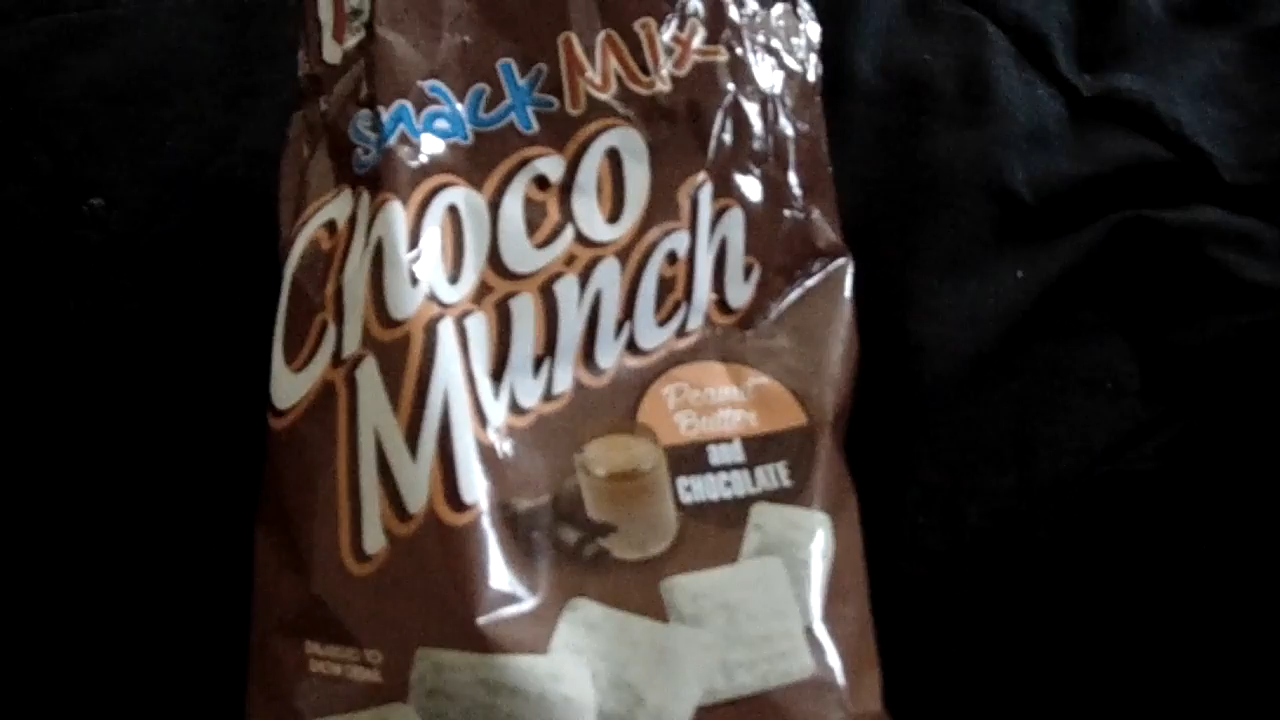 snack Mix
Choco
Munch
Peanut
Butter
and
CHOCOLATE